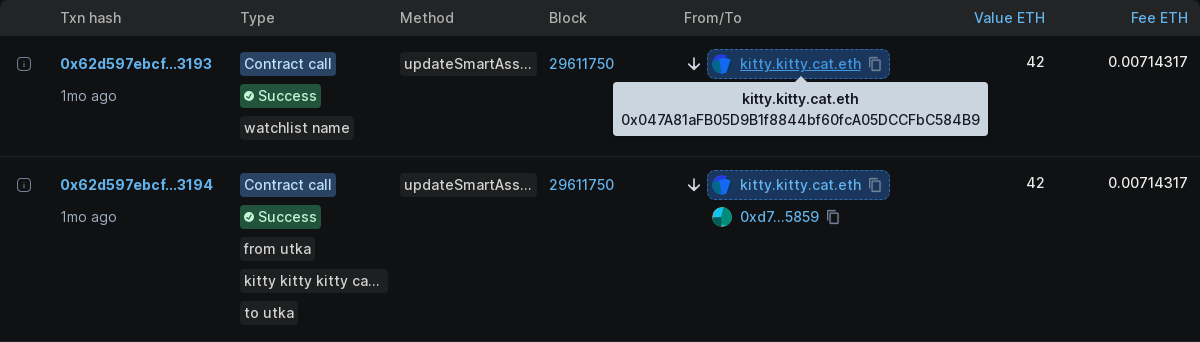 Txn hash Type Method Block From/To Value ETH Fee ETH
0x62d597ebcf...3193 Contract call updateSmartAss... 29611750 kitty.kitty.cat.eth 42 0.00714317
1mo ago Success
kitty.kitty.cat.eth
0x047A81aFB05D9B1f8844bf60fcA05DCCFbC584B9
watchlist name
0x62d597ebcf...3194 Contract call updateSmartAss... 29611750 kitty.kitty.cat.eth 42 0.00714317
1mo ago Success 0xd7...5859
from utka
kitty kitty kitty ca...
to utka